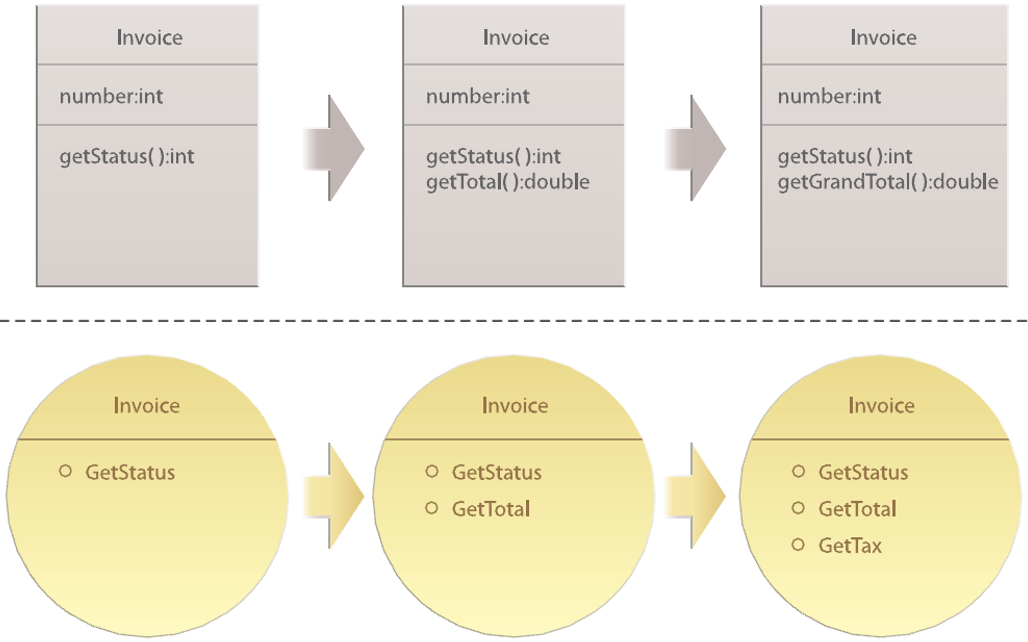 Invoice
number:int
getStatus( ):int
Invoice
number:int
getStatus( ):int
getTotal( ):double
Invoice
number:int
getStatus( ):int
getGrandTotal( ):double
Invoice
GetStatus
Invoice
GetStatus
GetTotal
Invoice
GetStatus
GetTotal
GetTax